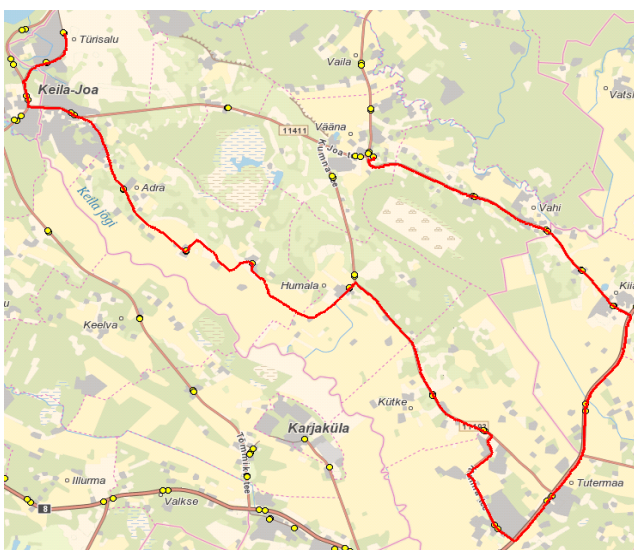 Türisalu
Vaila
Keila-Joa
Vääna
11411
Joa-
Adra
Keila jõgi
Vahi
Humala
Keelva
Kütke
Karjaküla
Tutermaa
Illurma
Valkse
8